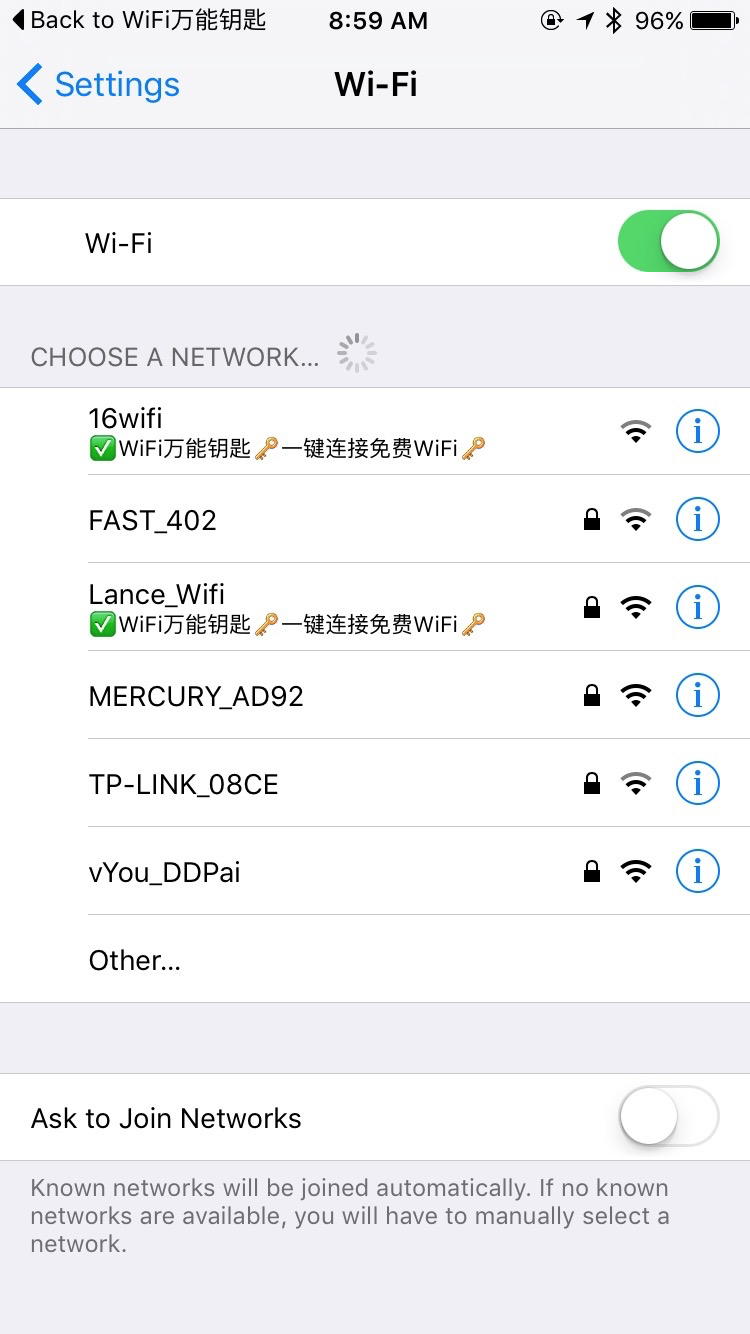 Back to WiFi万能钥匙 8:59 AM 96%
Settings Wi-Fi
Wi-Fi
CHOOSE A NETWORK...
16wifi
✅WiFi万能钥匙🔑一键连接免费WiFi🔑
FAST_402
Lance_Wifi
✅WiFi万能钥匙🔑一键连接免费WiFi🔑
MERCURY_AD92
TP-LINK_08CE
vYou_DDPai
Other...
Ask to Join Networks
Known networks will be joined automatically. If no known
networks are available, you will have to manually select a
network.